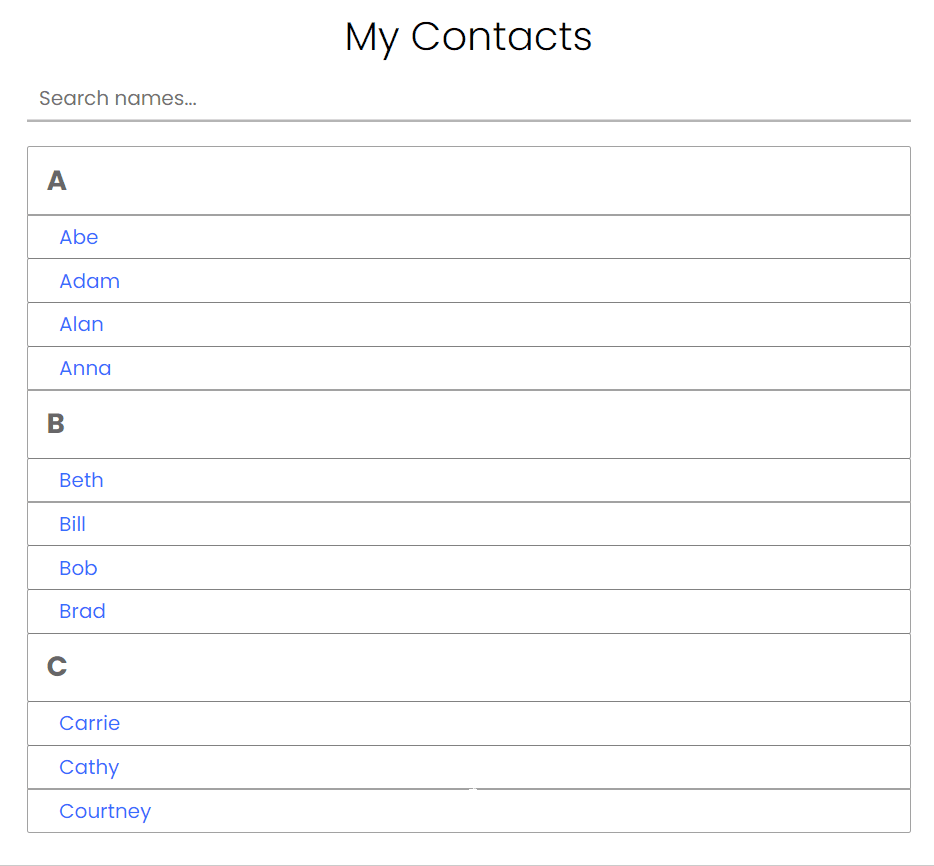 My Contacts
Search names...
A
Abe
Adam
Alan
Anna
B
Beth
Bill
Bob
Brad
C
Carrie
Cathy
Courtney